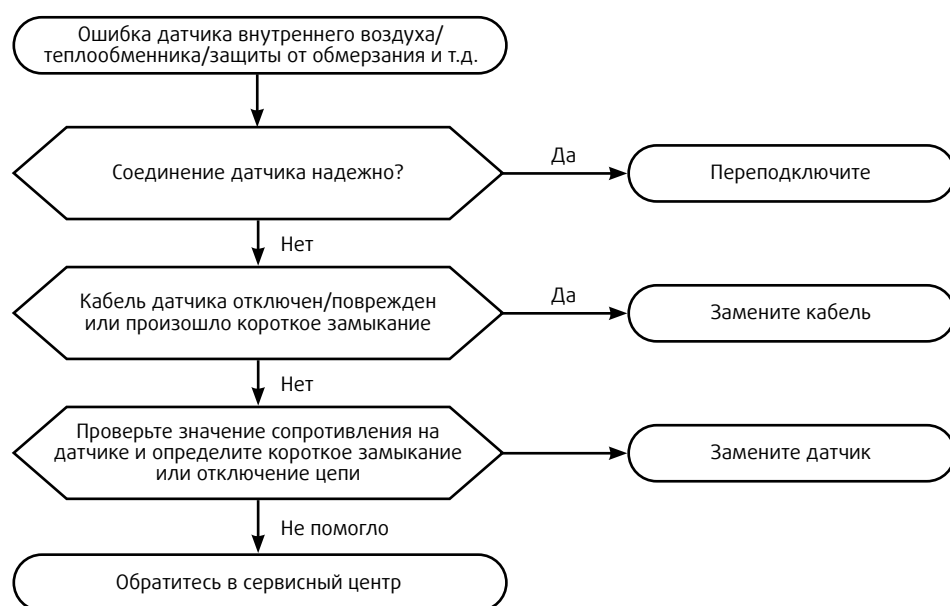 Ошибка датчика внутреннего воздуха/
теплообменника/защиты от обмерзания и т.д.
Соединение датчика надежно?
Да
Переподключите
Нет
Кабель датчика отключен/поврежден
или произошло короткое замыкание
Да
Замените кабель
Нет
Проверьте значение сопротивления на
датчике и определите короткое замыкание
или отключение цепи
Замените датчик
Не помогло
Обратитесь в сервисный центр